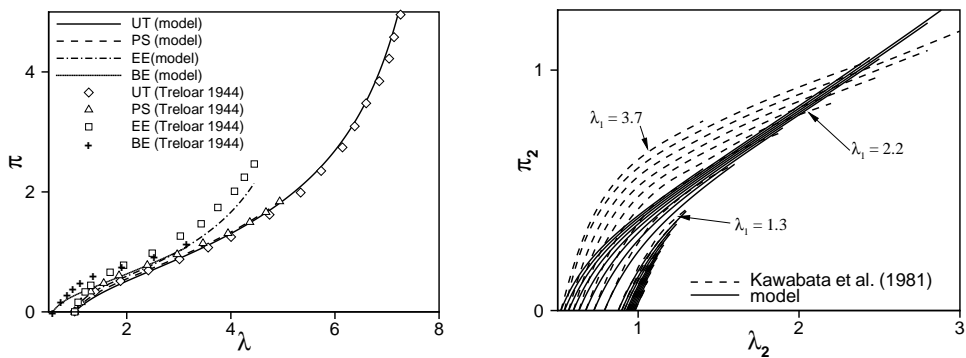 UT (model)
PS (model)
EE(model)
BE (model)
UT (Treloar 1944)
PS (Treloar 1944)
EE (Treloar 1944)
BE (Treloar 1944)
π
4
2
0
2
4
6
8
λ
π₂
1
0
λ₁ = 3.7
λ₁ = 2.2
λ₁ = 1.3
Kawabata et al. (1981)
model
1
2
3
λ₂